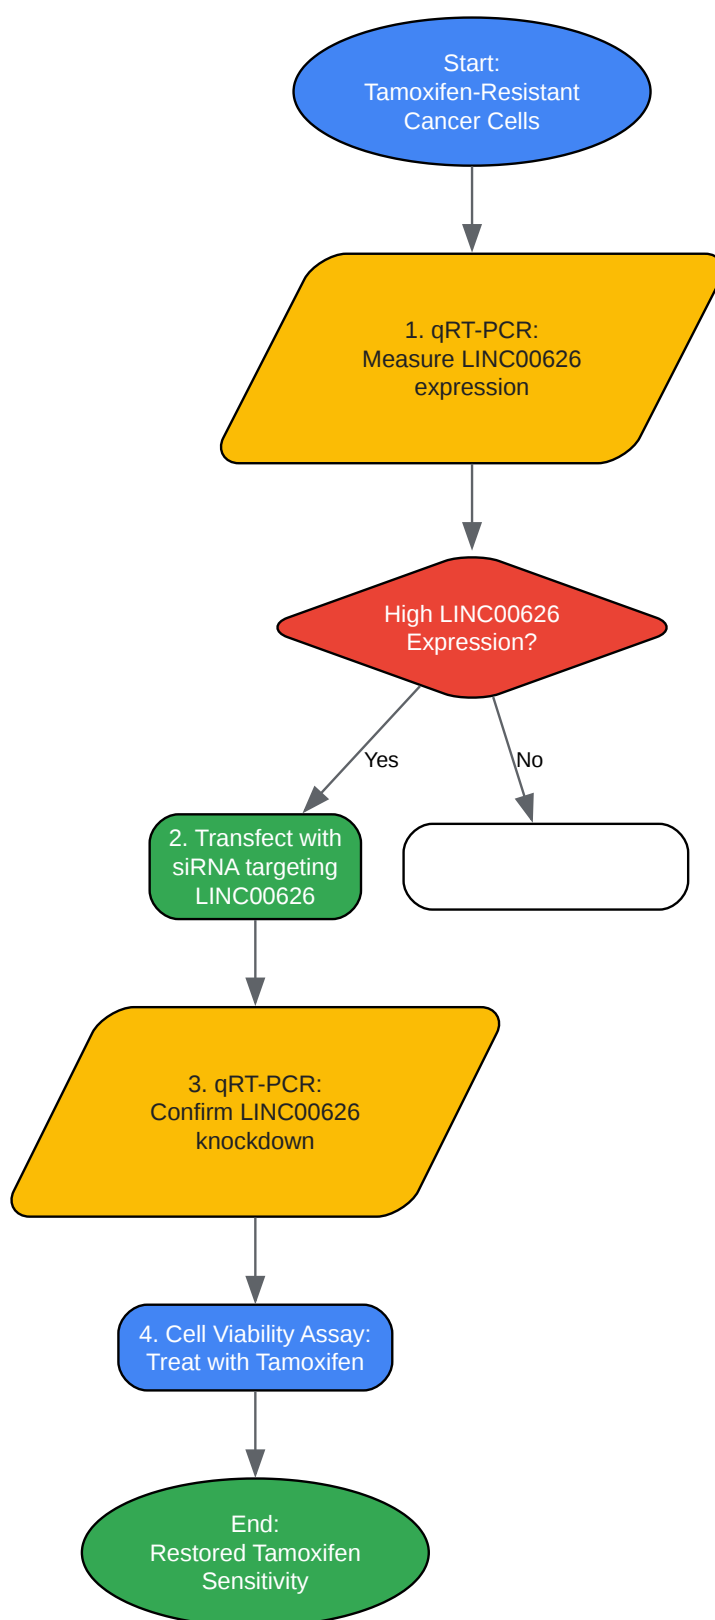 Start:
Tamoxifen-Resistant
Cancer Cells
1. qRT-PCR:
Measure LINC00626
expression
High LINC00626
Expression?
Yes
No
2. Transfect with
siRNA targeting
LINC00626
3. qRT-PCR:
Confirm LINC00626
knockdown
4. Cell Viability Assay:
Treat with Tamoxifen
End:
Restored Tamoxifen
Sensitivity